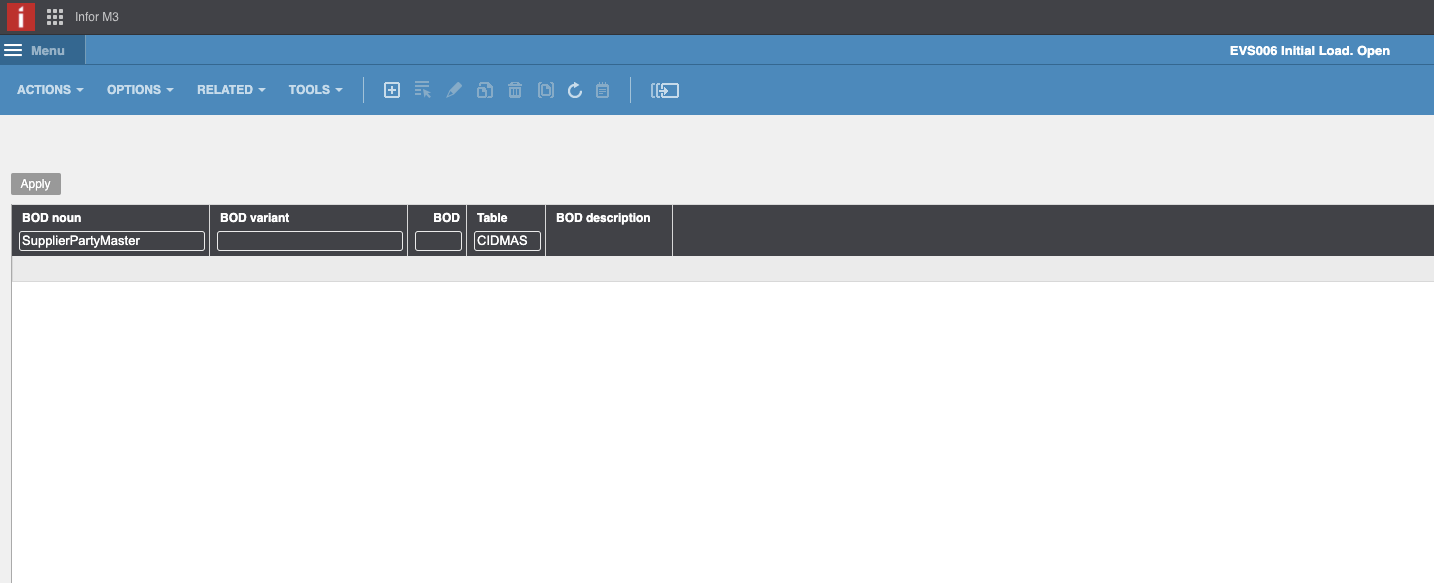 i Infor M3
Menu EVS006 Initial Load. Open
ACTIONS OPTIONS RELATED TOOLS
Apply
BOD noun BOD variant BOD Table BOD description
SupplierPartyMaster CIDMAS